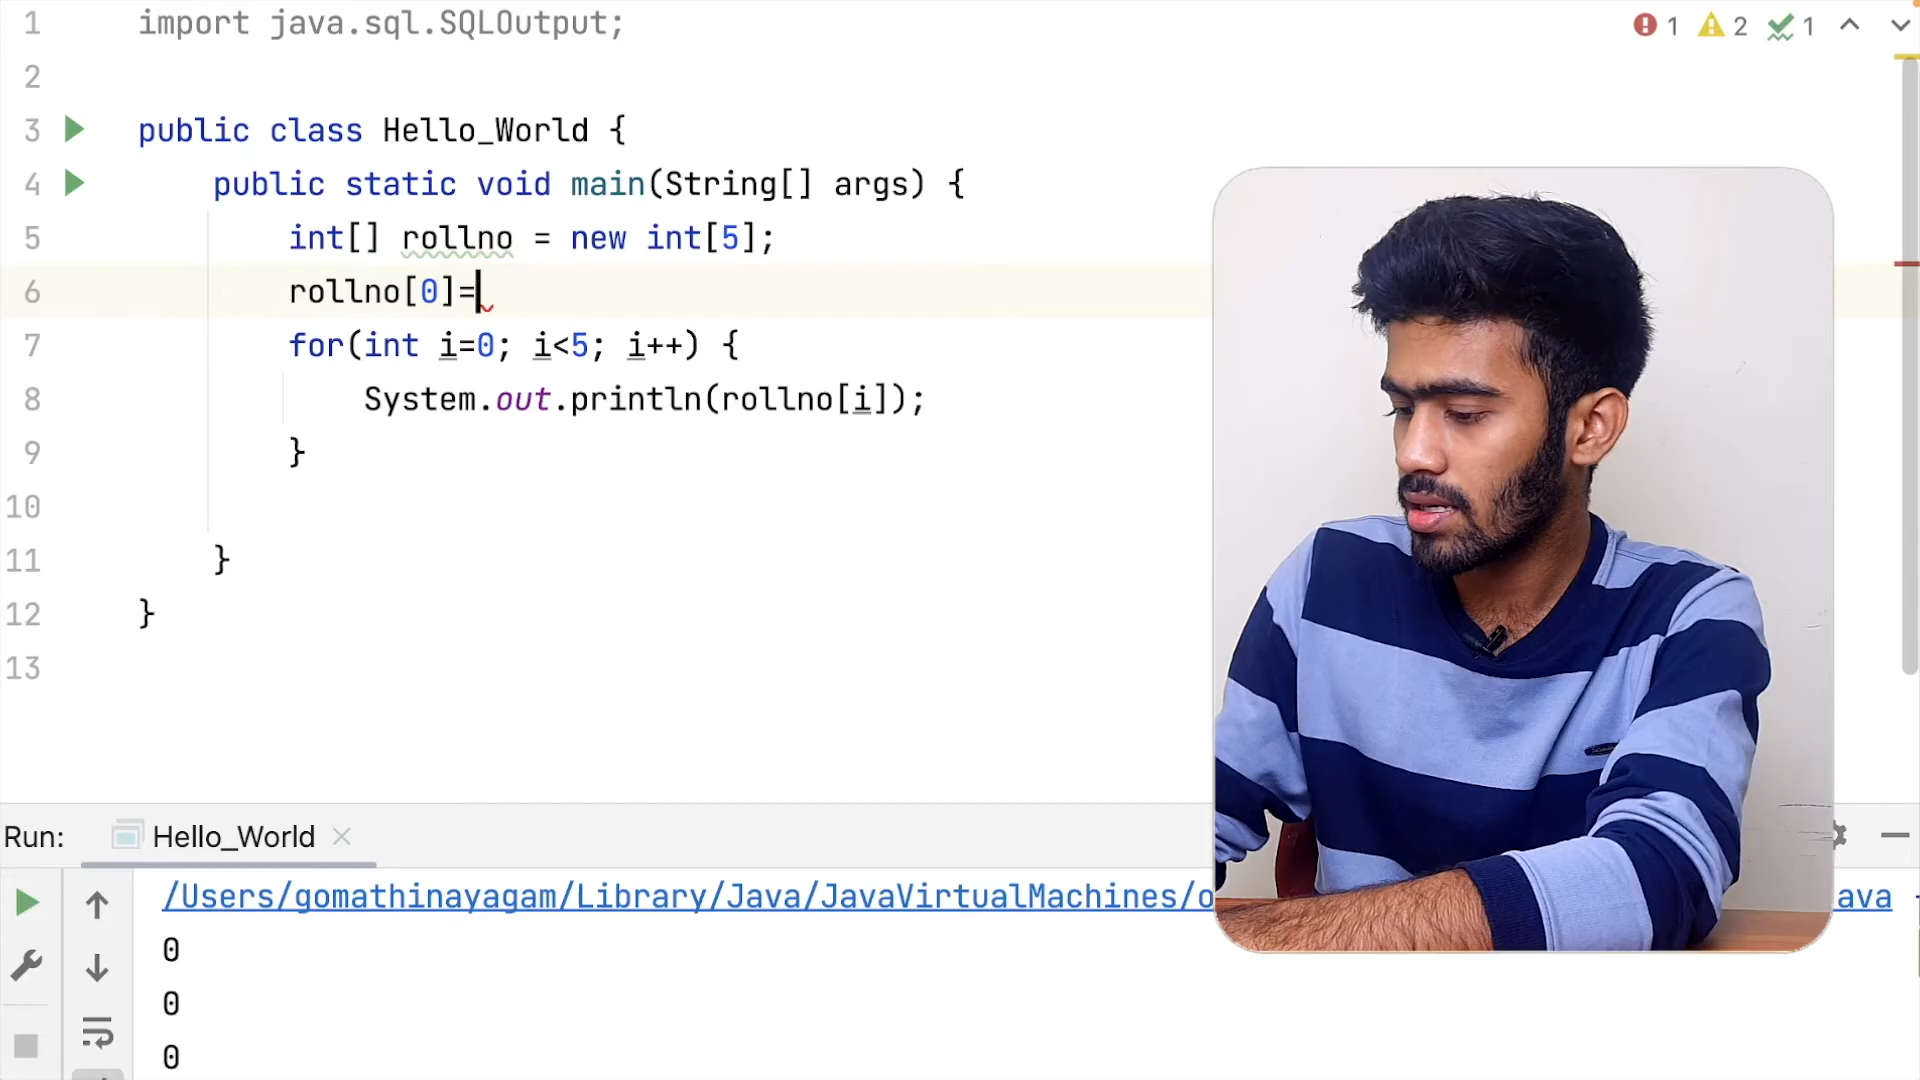 1 import java.sql.SQLOutput;
1 2 1
2
3 public class Hello_World {
4 public static void main(String[] args) {
5 int[] rollno = new int[5];
6 rollno[0]=
7 for(int i=0; i<5; i++) {
8 System.out.println(rollno[i]);
9 }
10
11 }
12 }
13
Run: Hello_World
/Users/gomathinayagam/Library/Java/JavaVirtualMachines/o ava
0
0
0